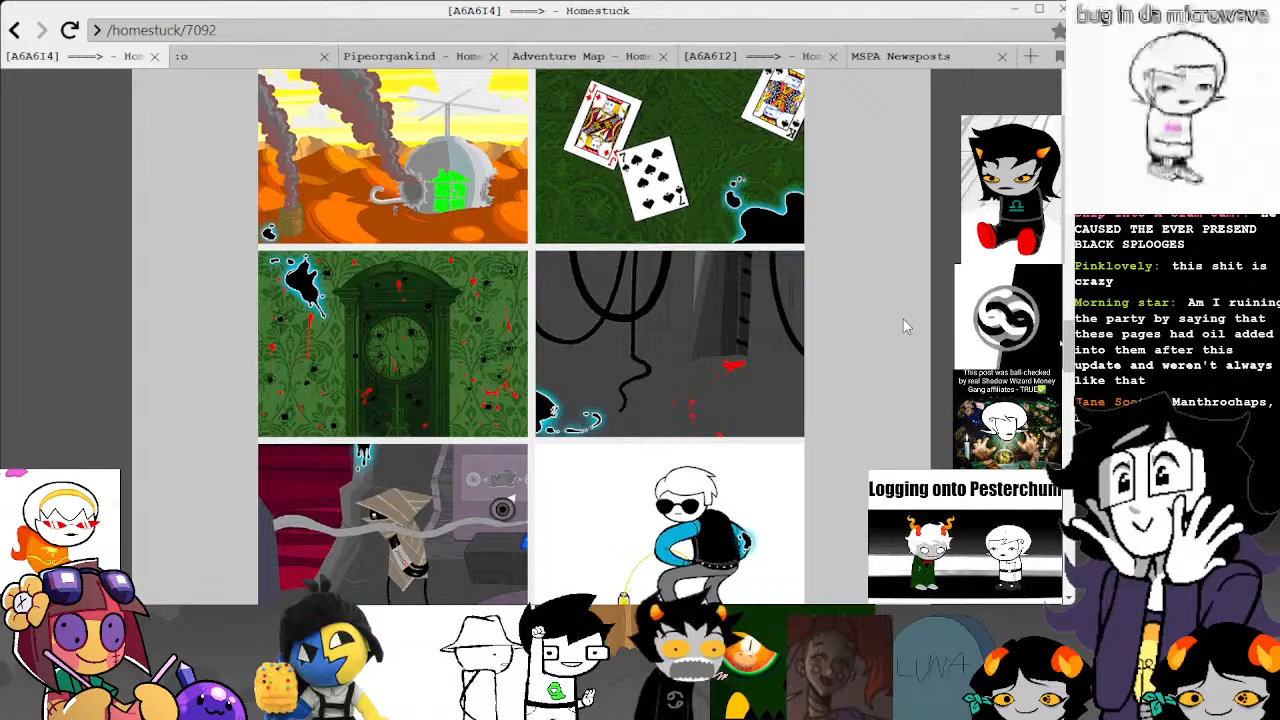 [A6A6I4] ====> - Homestuck
/homestuck/7092
[A6A6I4] ====> - Hom
:o
Pipeorgankind - Home
Adventure Map - Home
[A6A6I2] ====> - Hom
MSPA Newsposts
bug in da microwave
CAUSED THE EVER PRESEND
BLACK SPLOOGES
Pinklovely: this shit is
crazy
Morning star: Am I ruining
the party by saying that
these pages had oil added
into them after this
update and weren't always
like that
Manthrochaps,
This post was ball-checked
by real Shadow Wizard Money
Gang affiliates - TRUE✅
Logging onto Pesterchum
J
K
7
LUNA